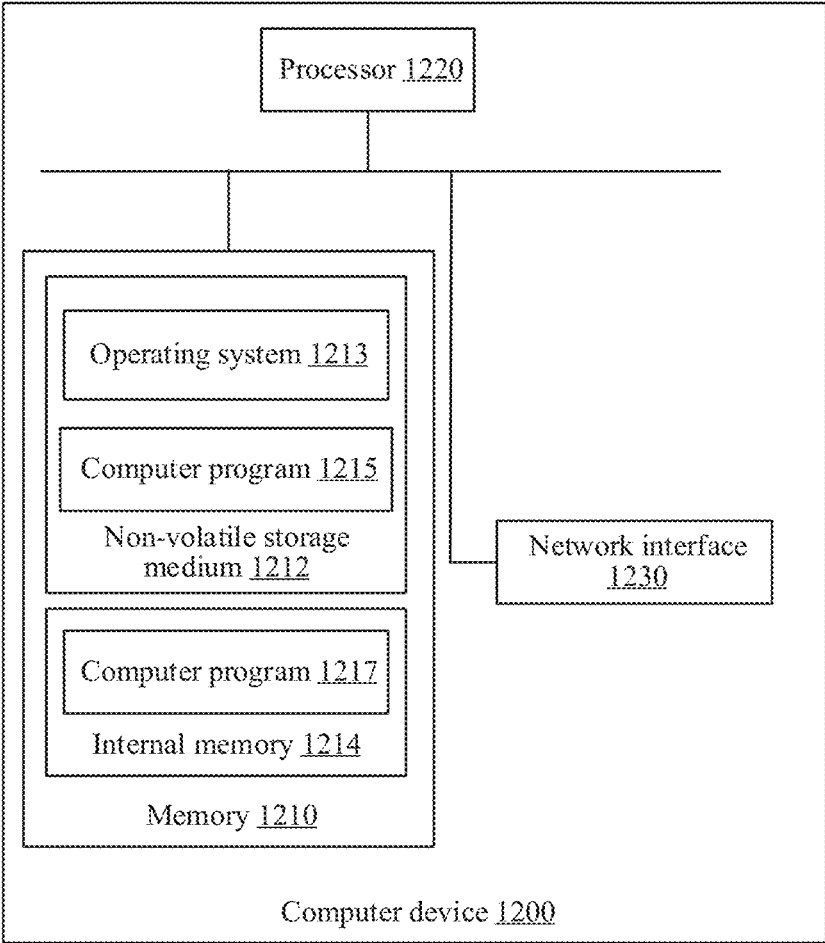 Processor 1220
Operating system 1213
Computer program 1215
Non-volatile storage
medium 1212
Network interface
1230
Computer program 1217
Internal memory 1214
Memory 1210
Computer device 1200